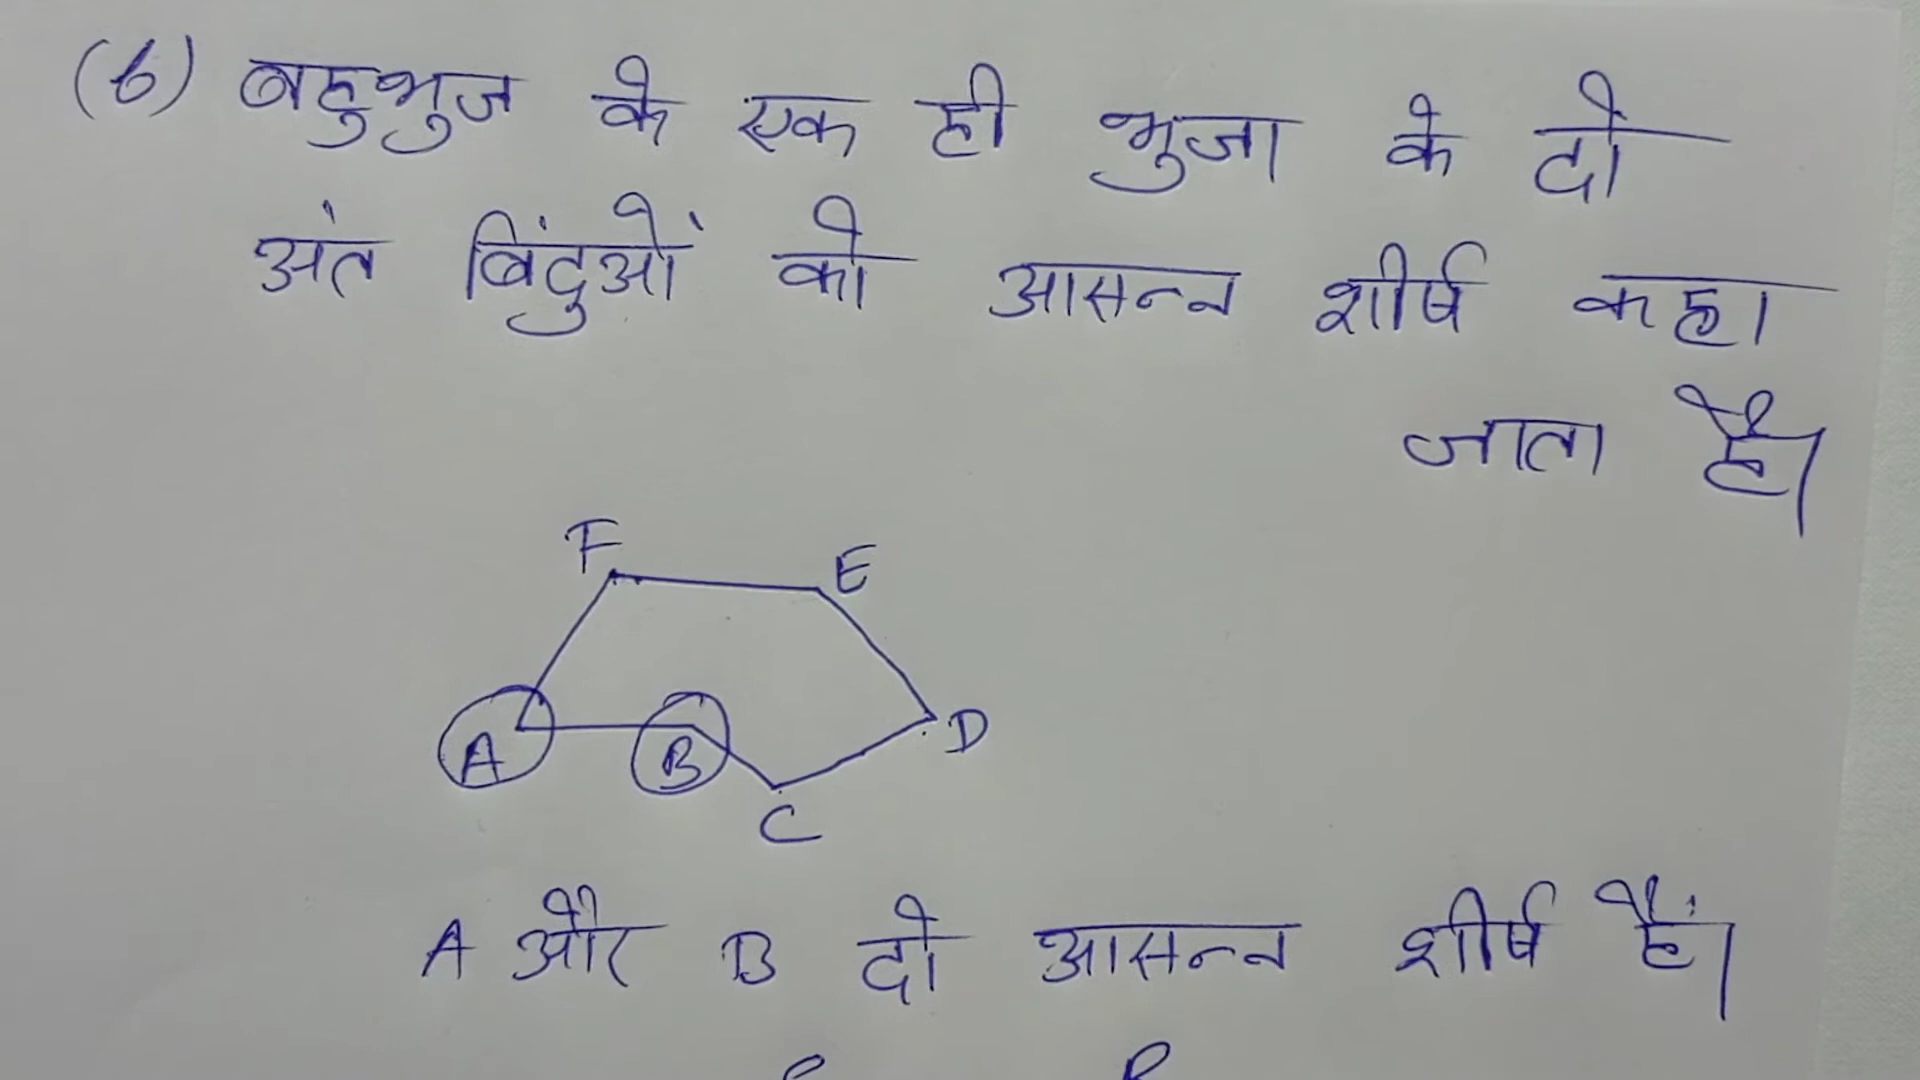 (6) बहुभुज के एक ही भुजा के दो
अंत बिंदुओं को आसन्न शीर्ष कहा
जाता है।
F
E
A
B
D
C
A और B दो आसन्न शीर्ष हैं।